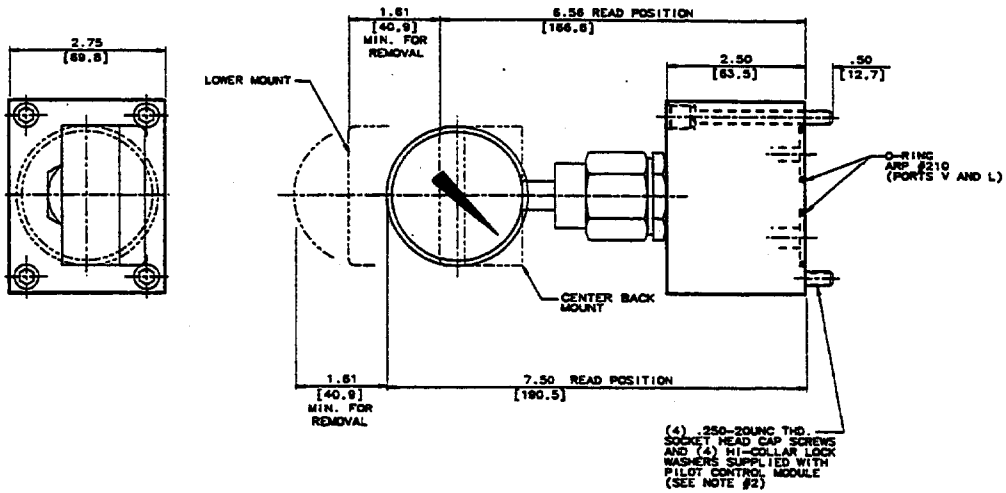 1.61
[40.9]
MIN. FOR
REMOVAL
6.56 READ POSITION
[166.6]
2.75
[69.8]
2.50
[63.5]
.50
[12.7]
LOWER MOUNT
O-RING
ARP #210
(PORTS V AND L)
CENTER BACK
MOUNT
1.61
[40.9]
MIN. FOR
REMOVAL
7.50 READ POSITION
[190.5]
(4) .250-20UNC THD.
SOCKET HEAD CAP SCREWS
AND (4) HI-COLLAR LOCK
WASHERS SUPPLIED WITH
PILOT CONTROL MODULE
(SEE NOTE #2)